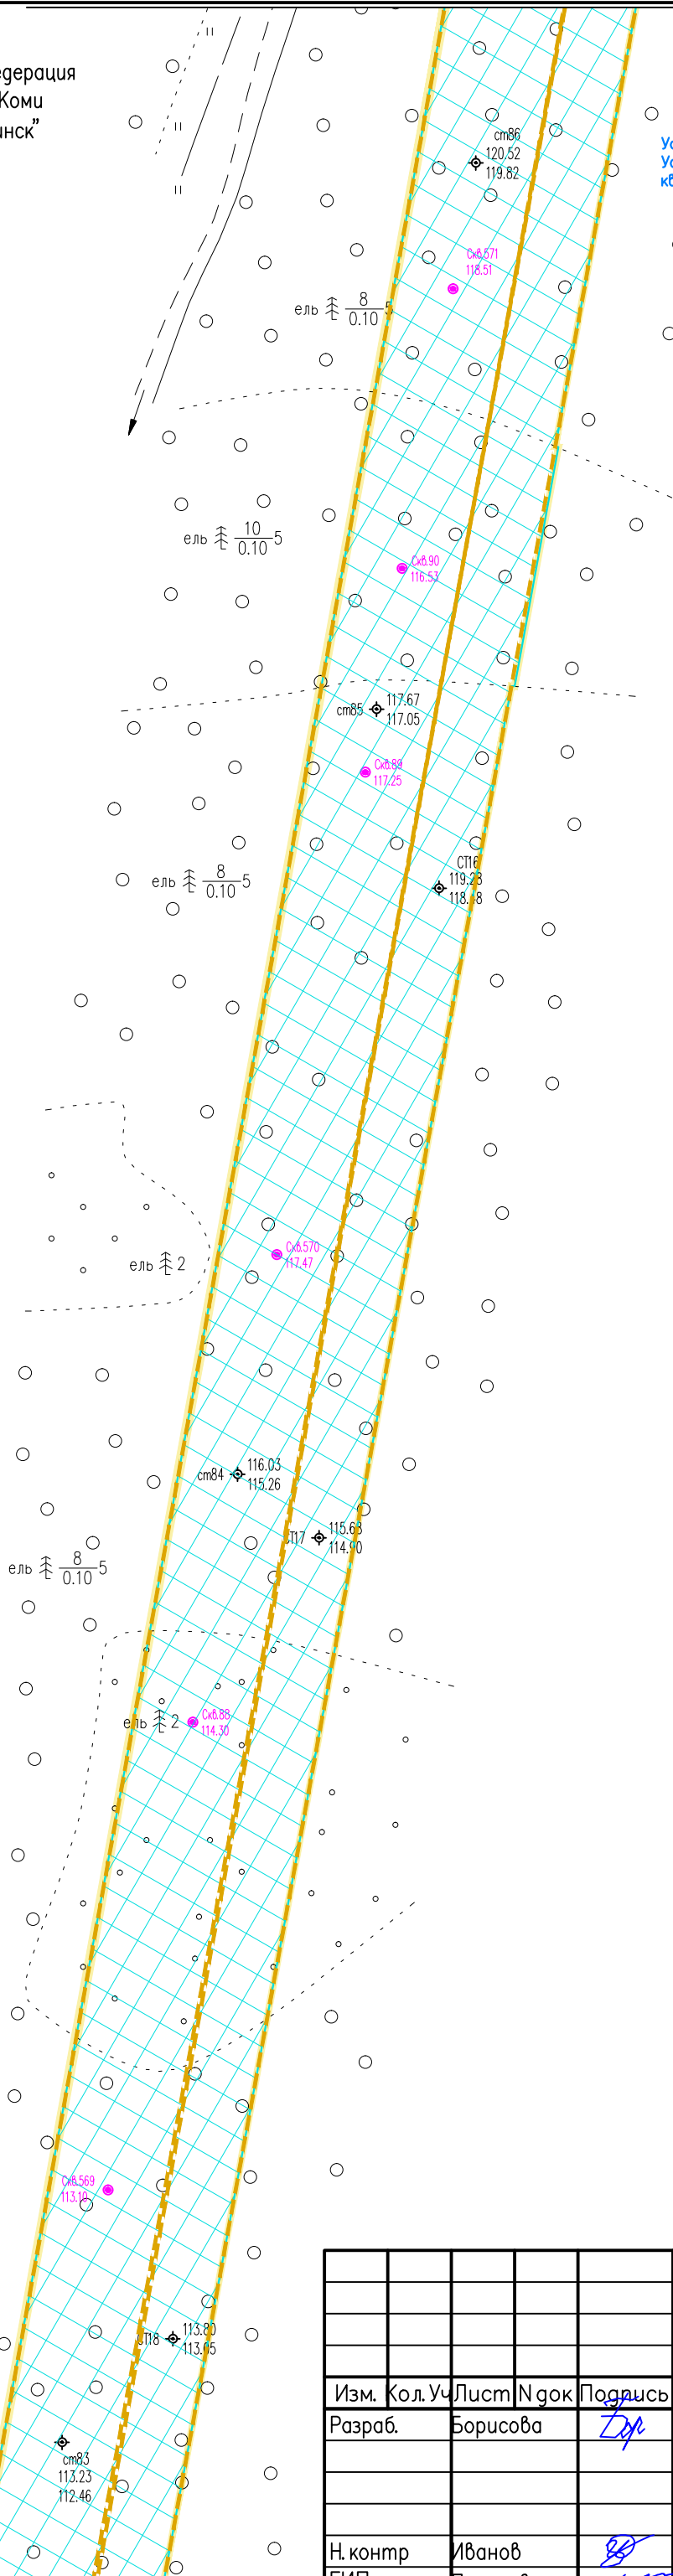 дерация
Коми
инск"
ст86
120.52
119.82
Скв.571
118.51
ель 8
0.10 5
ель 10
0.10 5
Скв.90
116.53
ст85 117.67
117.05
Скв.89
117.25
СТ16
119.28
ель 8
0.10 5
Скв.570
117.47
ель 2
ст84 116.03
115.26
СТ17 115.63
114.90
ель 8
0.10 5
Скв.88
114.30
ель 2
Скв.569
113.10
СТ18 113.80
113.05
ст83
113.23
112.46
Изм. Кол.Уч Лист N док Подпись
Разраб. Борисова
Н.контр Иванов